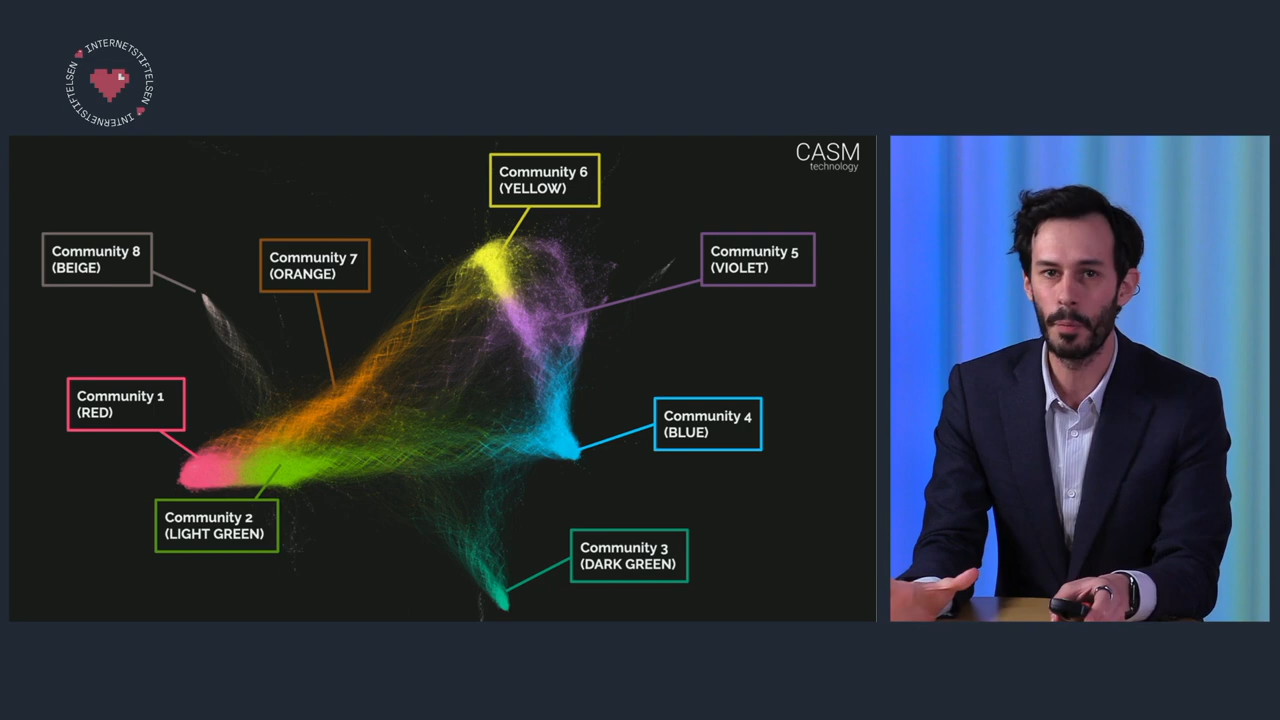 INTERNETSTIFTELSEN
INTERNETSTIFTELSEN
CASM
technology
Community 6
(YELLOW)
Community 8
(BEIGE)
Community 7
(ORANGE)
Community 5
(VIOLET)
Community 1
(RED)
Community 4
(BLUE)
Community 2
(LIGHT GREEN)
Community 3
(DARK GREEN)